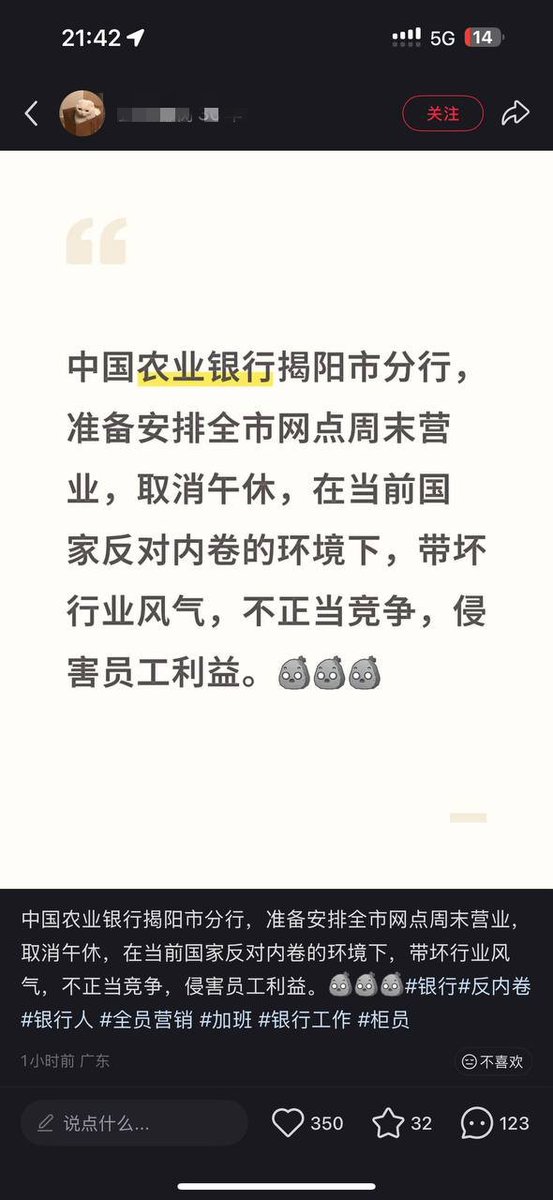 21:42
5G
14
关注
中国农业银行揭阳市分行，
准备安排全市网点周末营
业，取消午休，在当前国
家反对内卷的环境下，带坏
行业风气，不正当竞争，侵
害员工利益。
中国农业银行揭阳市分行，准备安排全市网点周末营业，
取消午休，在当前国家反对内卷的环境下，带坏行业风
气，不正当竞争，侵害员工利益。#银行#反内卷
#银行人 #全员营销 #加班 #银行工作 #柜员
1小时前 广东
不喜欢
说点什么...
350
32
123